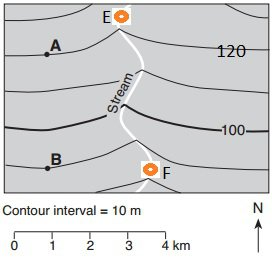 E
A
120
Stream
100
B
F
Contour interval = 10 m
N
0 1 2 3 4 km